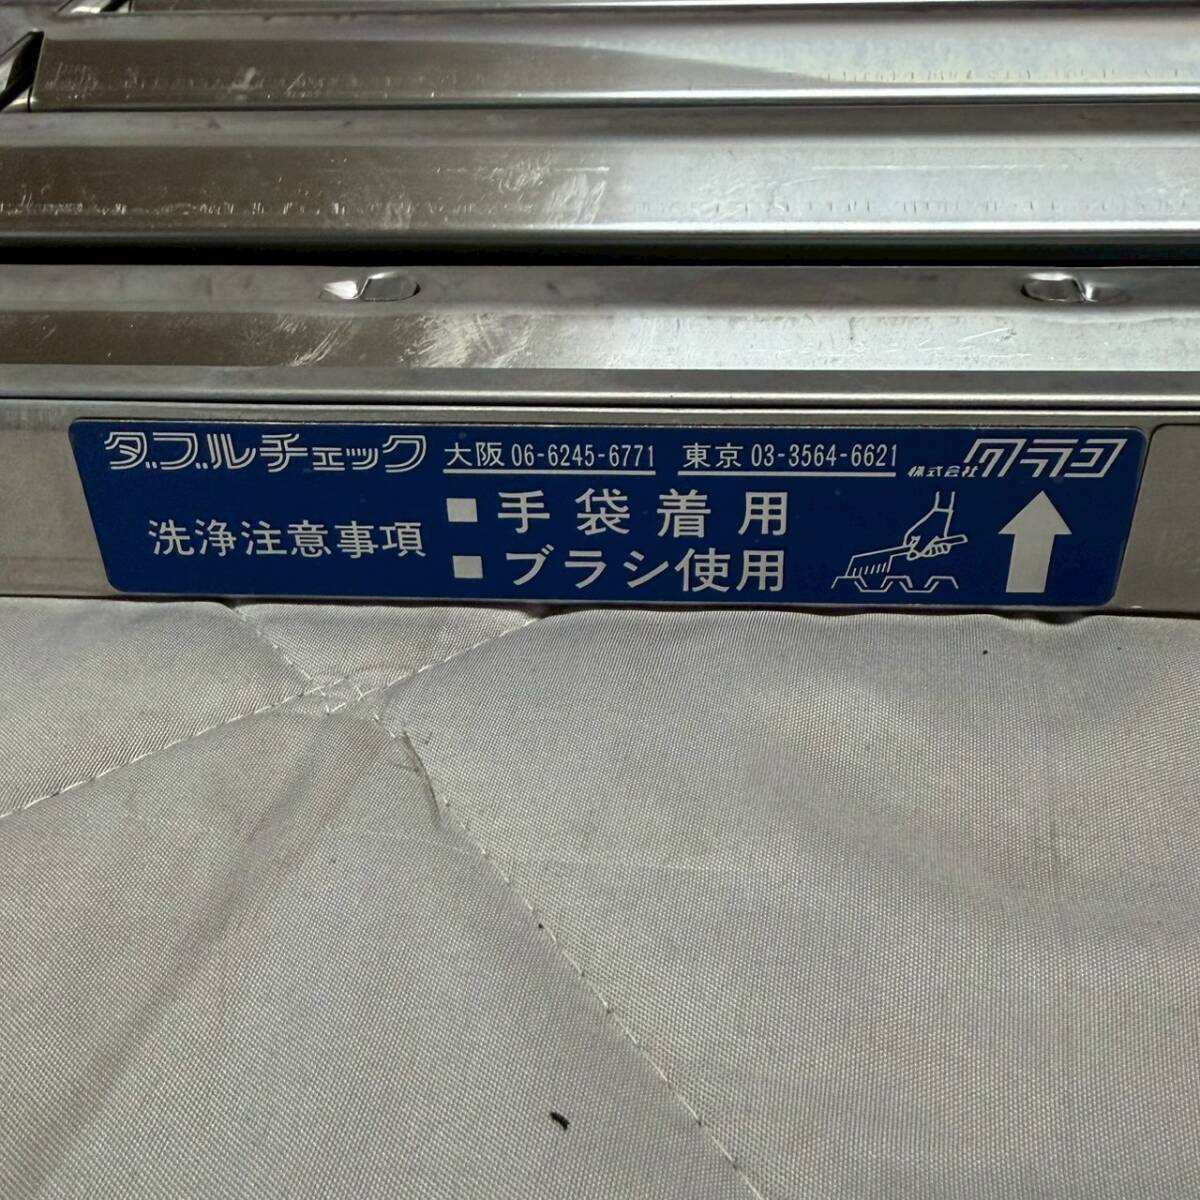 ダブルチェック 大阪 06-6245-6771 東京 03-3564-6621 株式会社クラコ
洗浄注意事項
■ 手袋着用
■ ブラシ使用